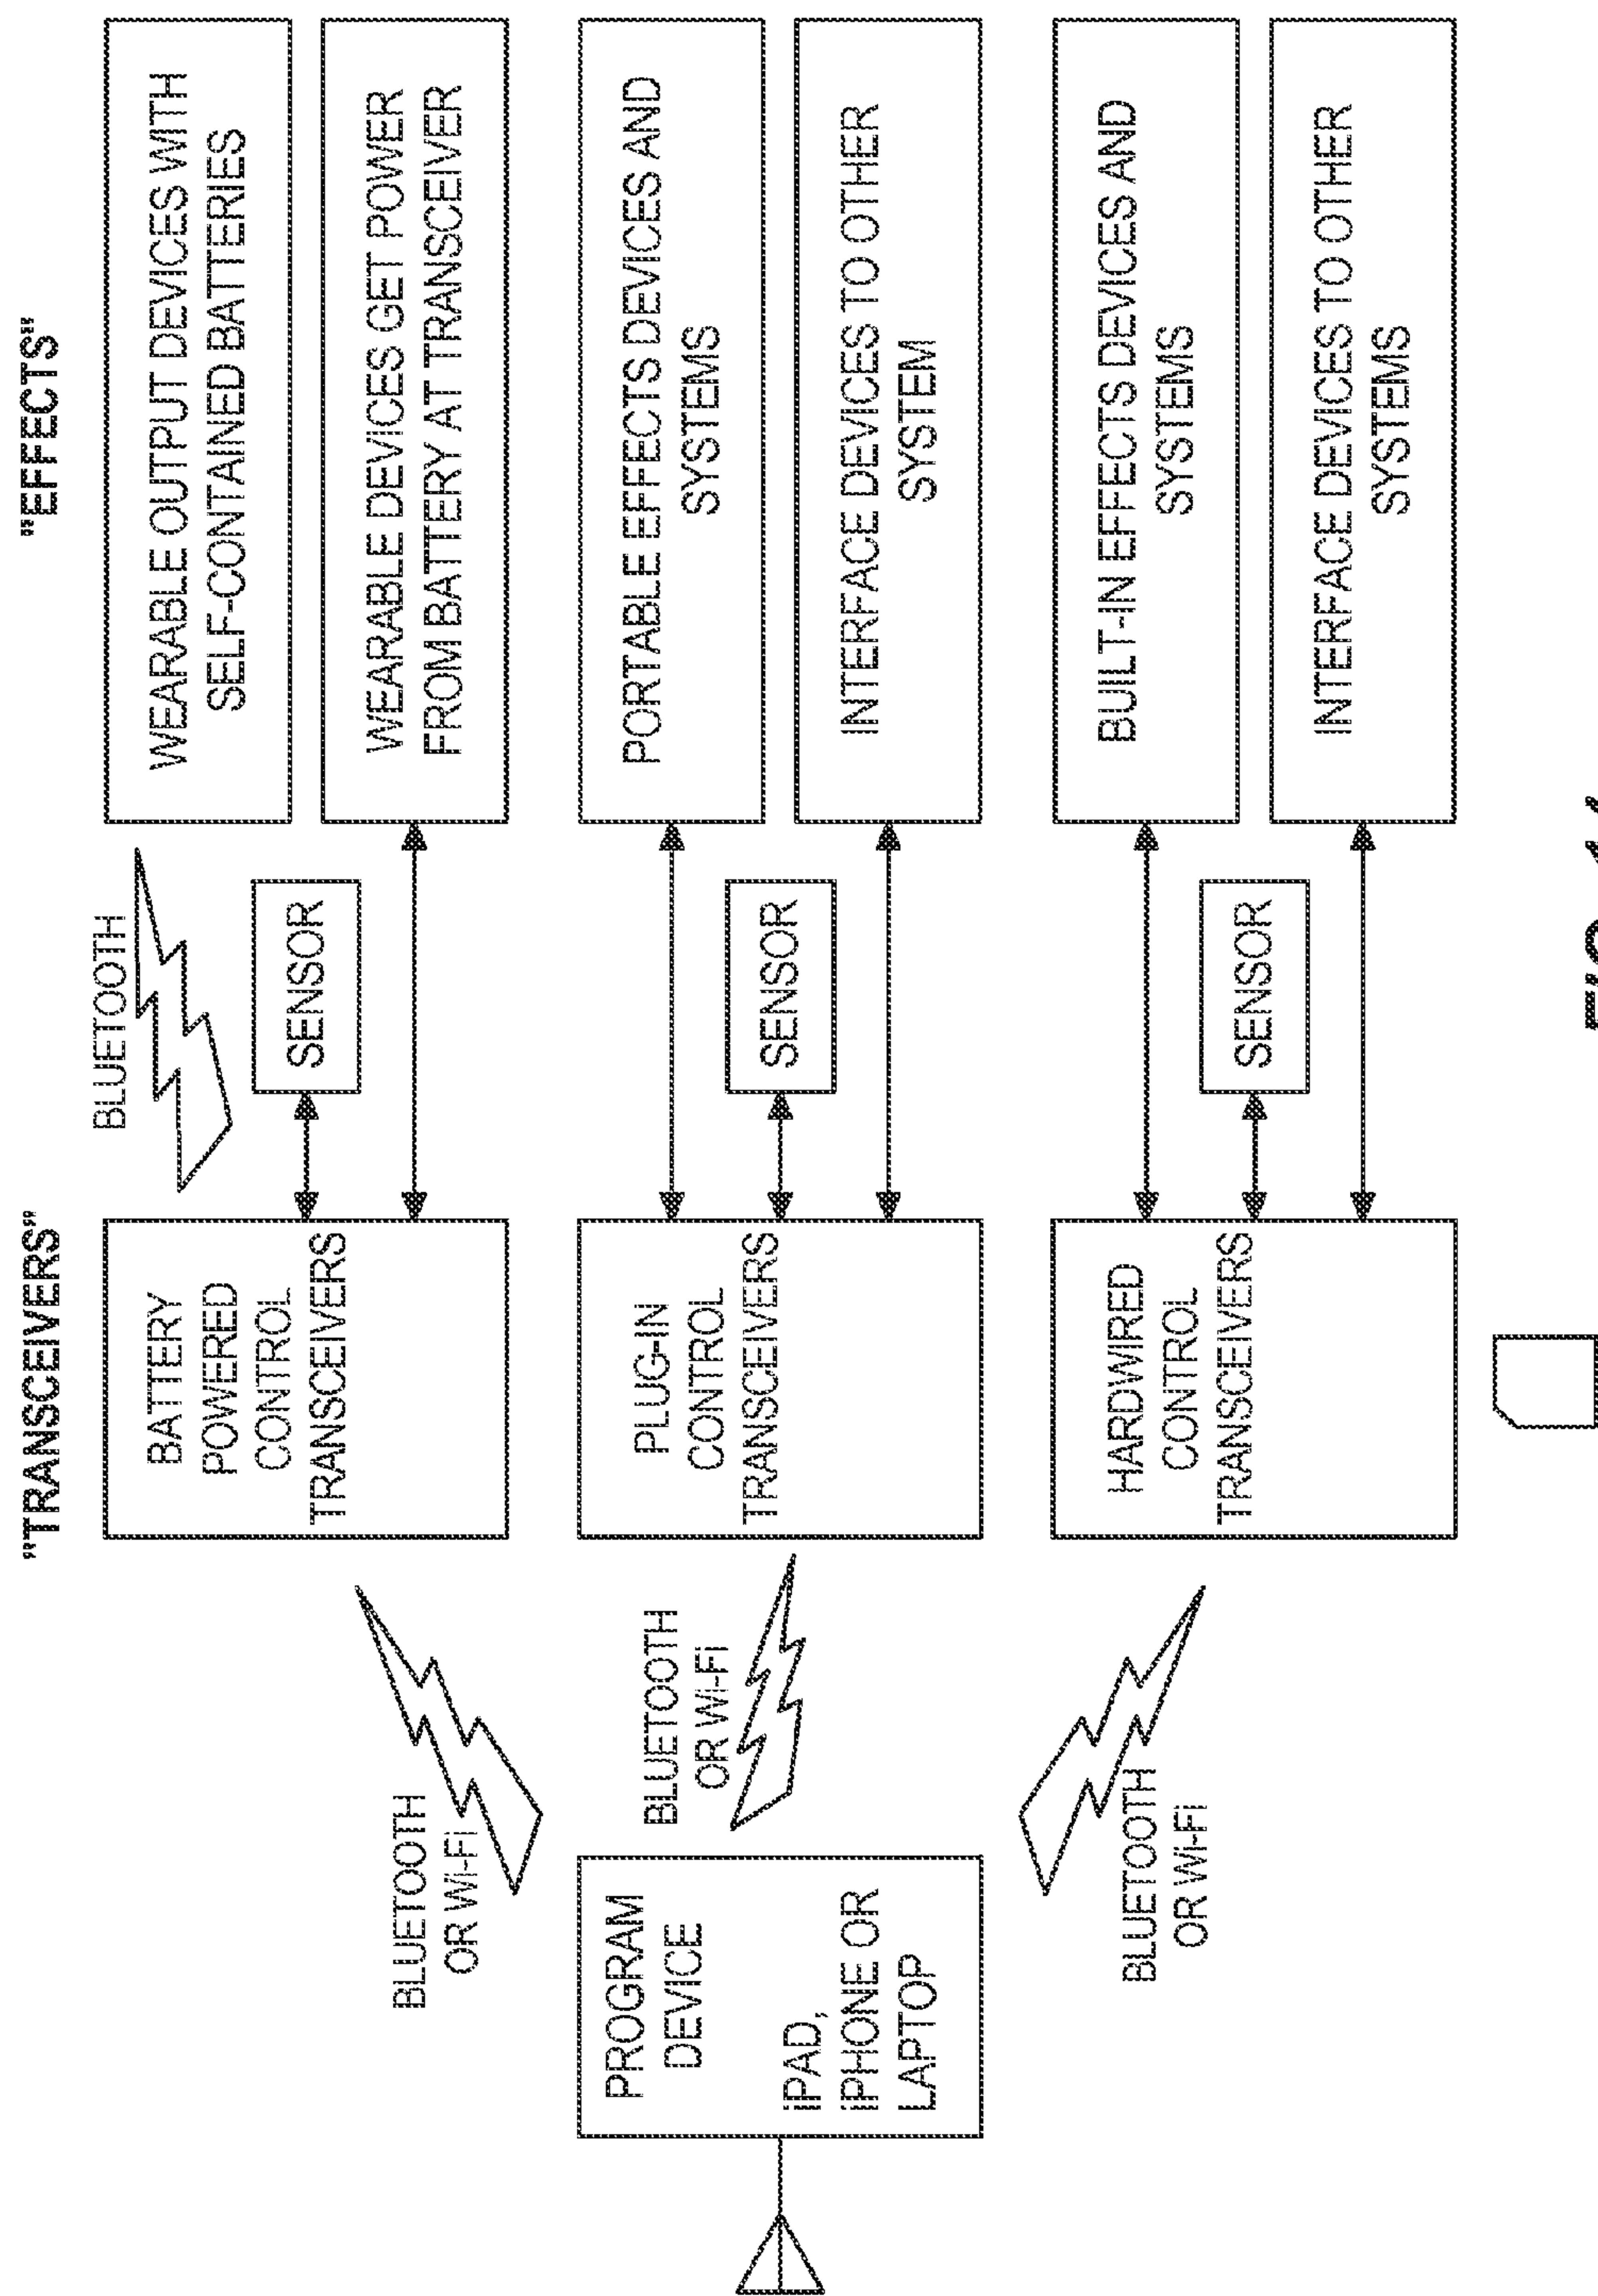 "TRANSCEIVERS"
"EFFECTS"
PROGRAM
DEVICE
iPAD,
iPHONE OR
LAPTOP
BLUETOOTH
OR Wi-Fi
BLUETOOTH
OR Wi-Fi
BLUETOOTH
OR Wi-Fi
BATTERY
POWERED
CONTROL
TRANSCEIVERS
BLUETOOTH
SENSOR
WEARABLE OUTPUT DEVICES WITH
SELF-CONTAINED BATTERIES
WEARABLE DEVICES GET POWER
FROM BATTERY AT TRANSCEIVER
PLUG-IN
CONTROL
TRANSCEIVERS
SENSOR
PORTABLE EFFECTS DEVICES AND
SYSTEMS
INTERFACE DEVICES TO OTHER
SYSTEM
HARDWIRED
CONTROL
TRANSCEIVERS
SENSOR
BUILT-IN EFFECTS DEVICES AND
SYSTEMS
INTERFACE DEVICES TO OTHER
SYSTEMS